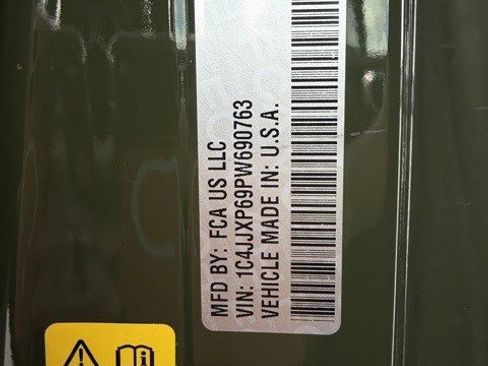 MFD BY: FCA US LLC
VIN: 1C4JJXP69PW690763
VEHICLE MADE IN: U.S.A.